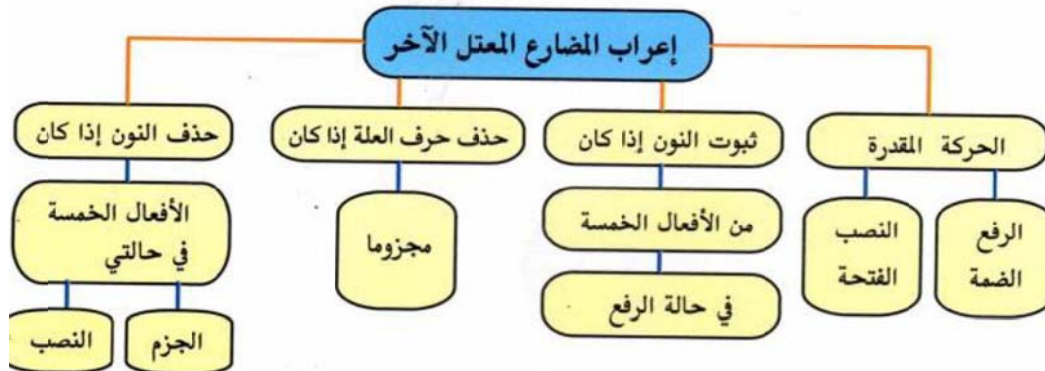 إعراب المضارع المعتل الآخر
الحركة المقدرة
الرفع
الضمة
النصب
الفتحة
ثبوت النون إذا كان
من الأفعال الخمسة
في حالة الرفع
حذف حرف العلة إذا كان
مجزوما
حذف النون إذا كان
الأفعال الخمسة
في حالتي
الجزم
النصب